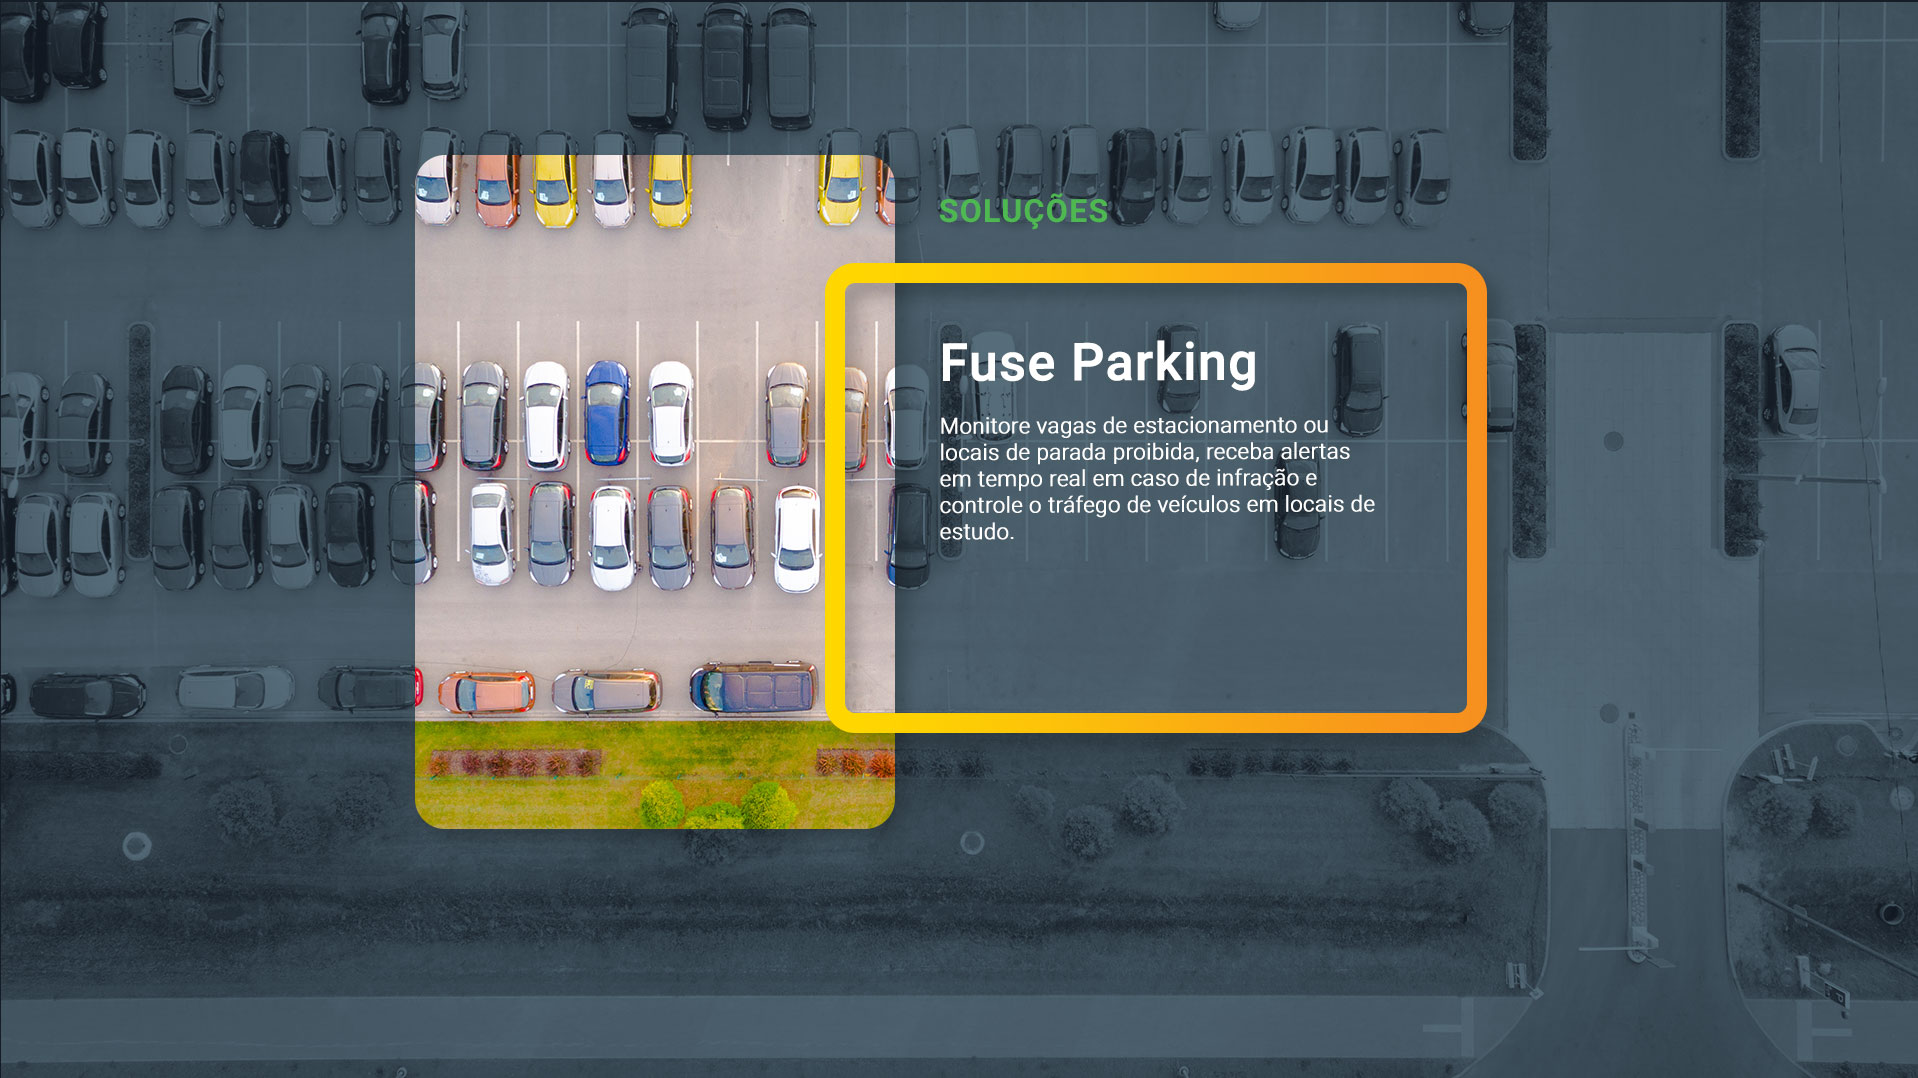 SOLUÇÕES
Fuse Parking
Monitore vagas de estacionamento ou
locais de parada proibida, receba alertas
em tempo real em caso de infração e
controle o tráfego de veículos em locais de
estudo.